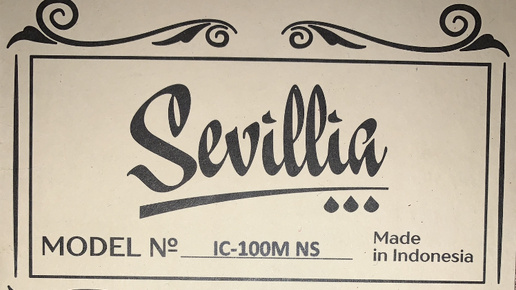 Sevillia
MODEL Nº IC-100M NS
Made
in Indonesia